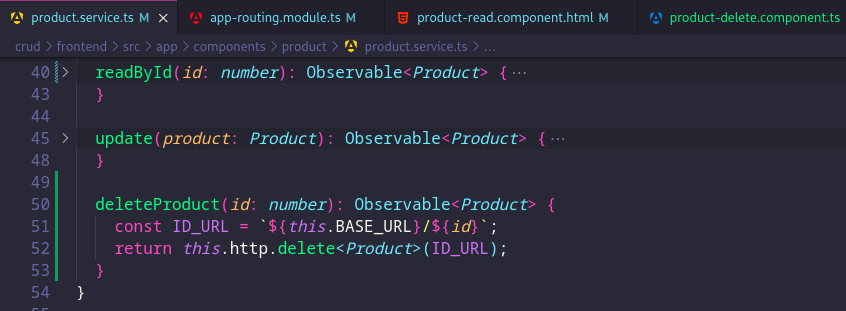 product.service.ts M × app-routing.module.ts M product-read.component.html M product-delete.component.ts
crud > frontend > src > app > components > product > product.service.ts > ...
40 > readById(id: number): Observable<Product> { ···
43 }
44
45 > update(product: Product): Observable<Product> { ···
48 }
49
50 deleteProduct(id: number): Observable<Product> {
51 const ID_URL = `${this.BASE_URL}/${id}`;
52 return this.http.delete<Product>(ID_URL);
53 }
54 }